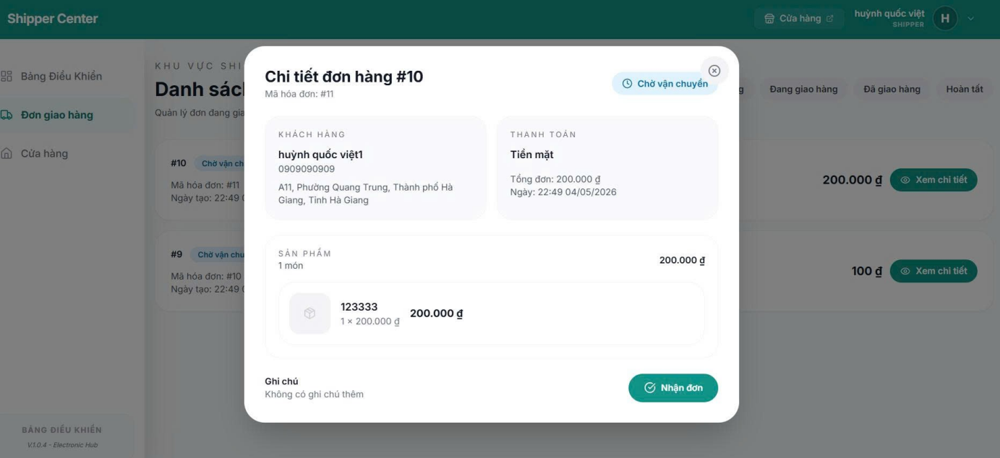 Shipper Center
Cửa hàng
huỳnh quốc việt
SHIPPER
H
Bảng Điều Khiển
Đơn giao hàng
Cửa hàng
BẢNG ĐIỀU KHIỂN
V.1.0.4 - Electronic Hub
KHU VỰC SHI
Danh sácl
Quản lý đơn đang gia
g
Đang giao hàng
Đã giao hàng
Hoàn tất
#10
Chờ vận ch
Mã hóa đơn: #11
Ngày tạo: 22:49 0
200.000 ₫
Xem chi tiết
#9
Chờ vận chu
Mã hóa đơn: #10
Ngày tạo: 22:49 0
100 ₫
Xem chi tiết
Chi tiết đơn hàng #10
Mã hóa đơn: #11
Chờ vận chuyển
KHÁCH HÀNG
huỳnh quốc việt1
0909090909
A11, Phường Quang Trung, Thành phố Hà
Giang, Tỉnh Hà Giang
THANH TOÁN
Tiền mặt
Tổng đơn: 200.000 ₫
Ngày: 22:49 04/05/2026
SẢN PHẨM
1 món
200.000 ₫
123333
1 × 200.000 ₫
200.000 ₫
Ghi chú
Không có ghi chú thêm
Nhận đơn